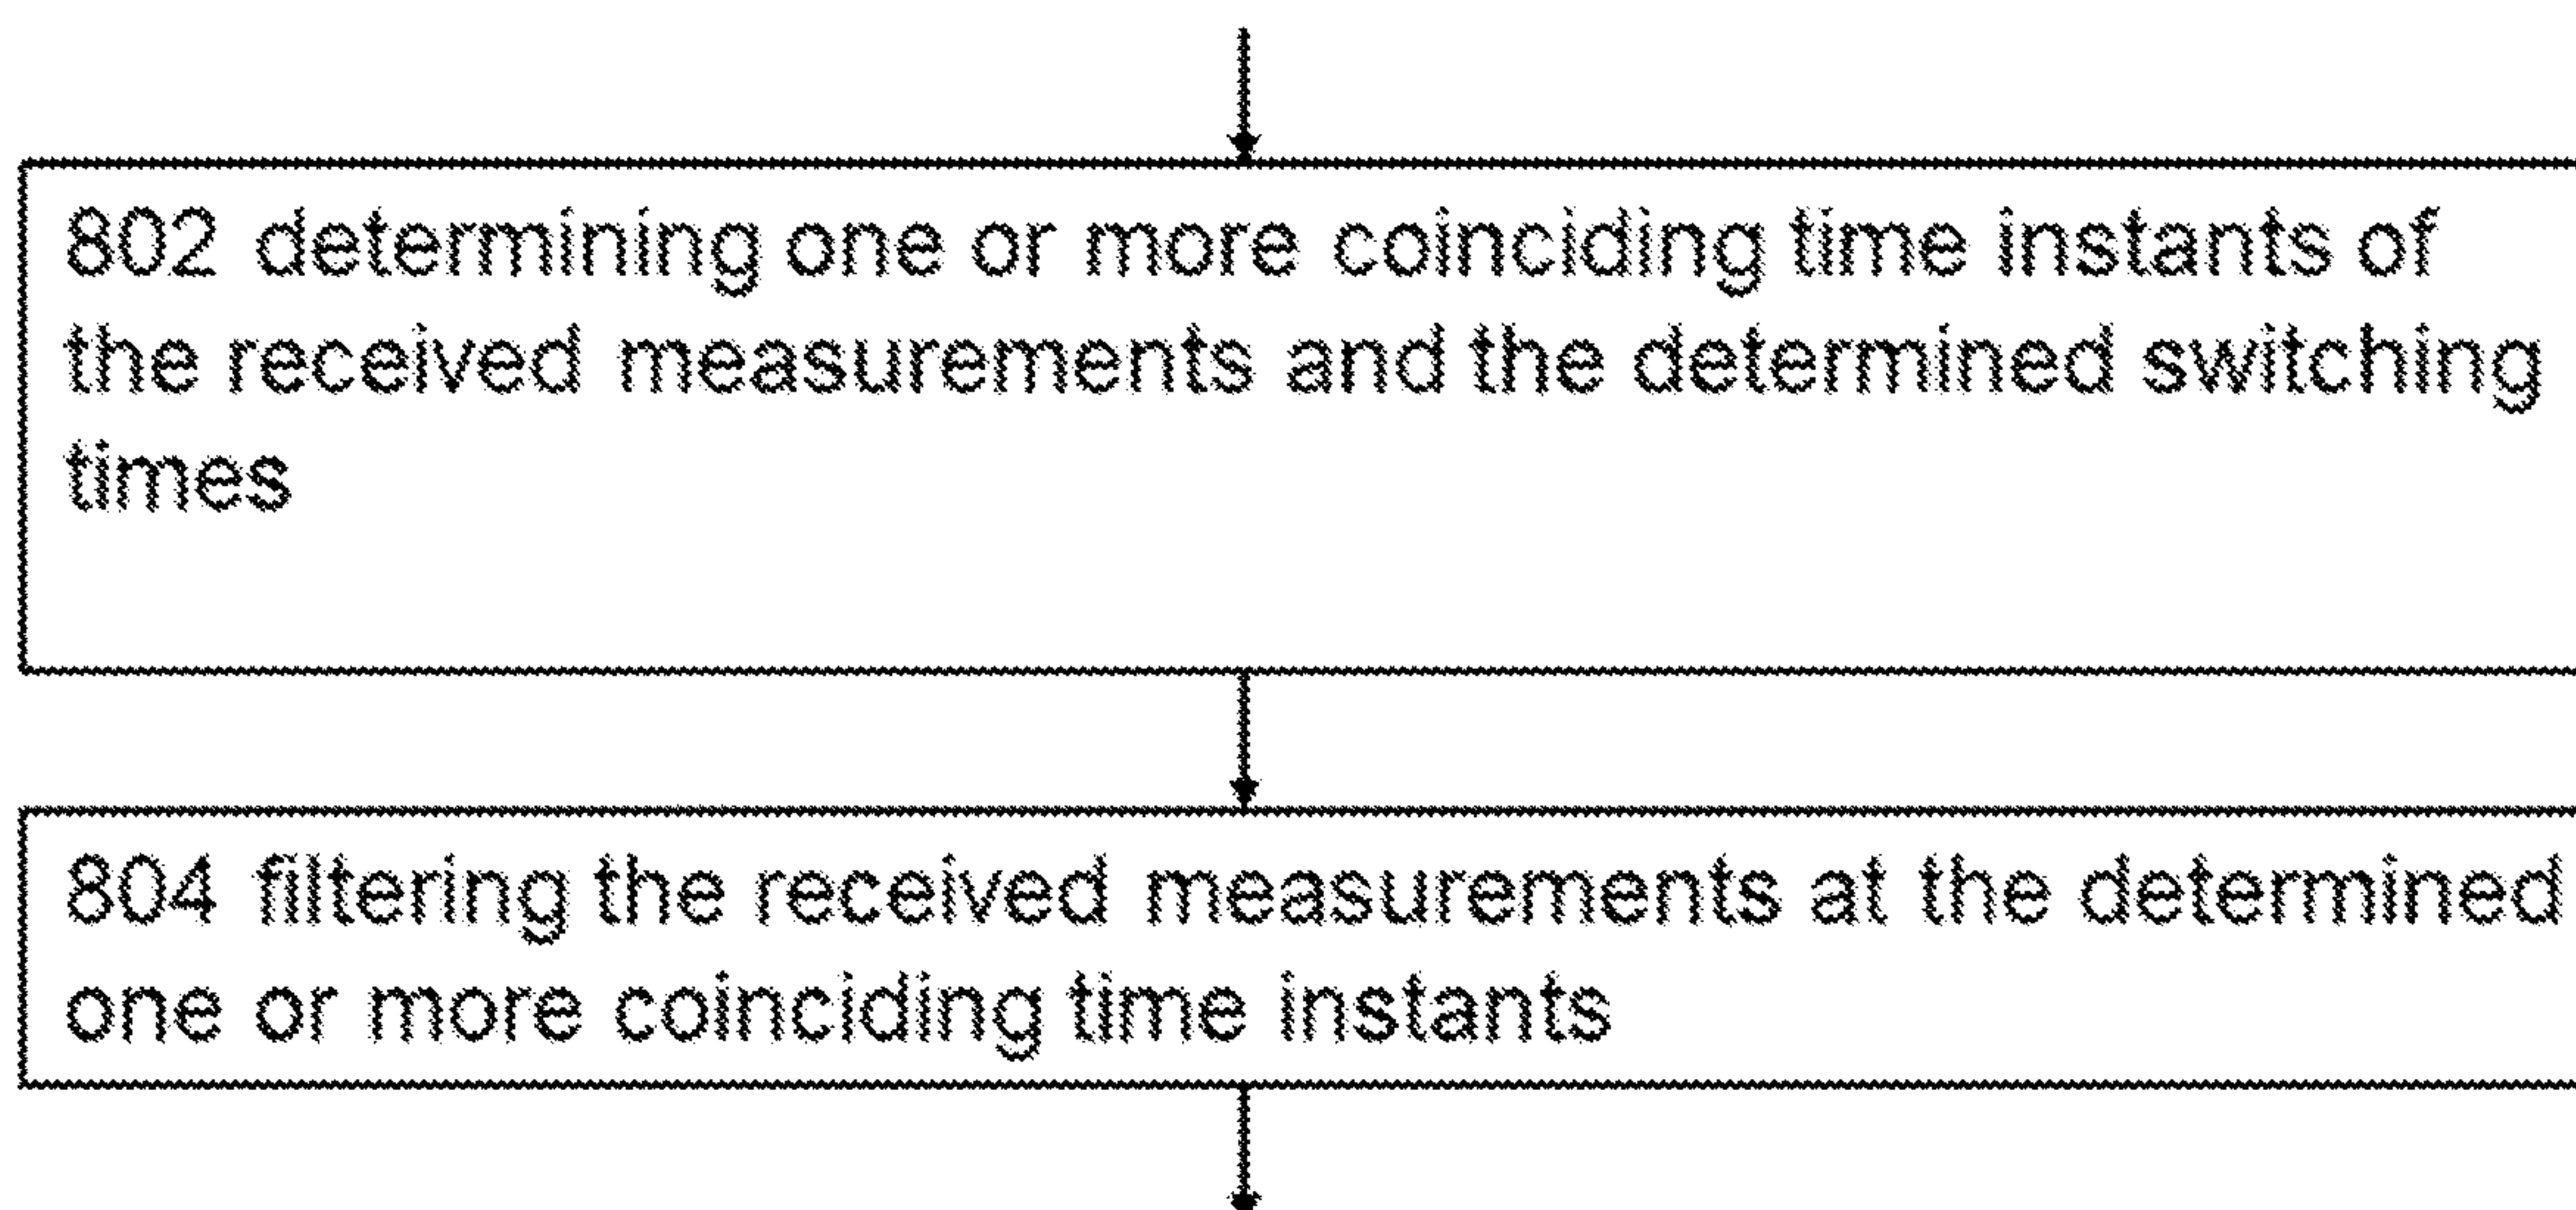 802 determining one or more coinciding time instants of
the received measurements and the determined switching
times
804 filtering the received measurements at the determined
one or more coinciding time instants